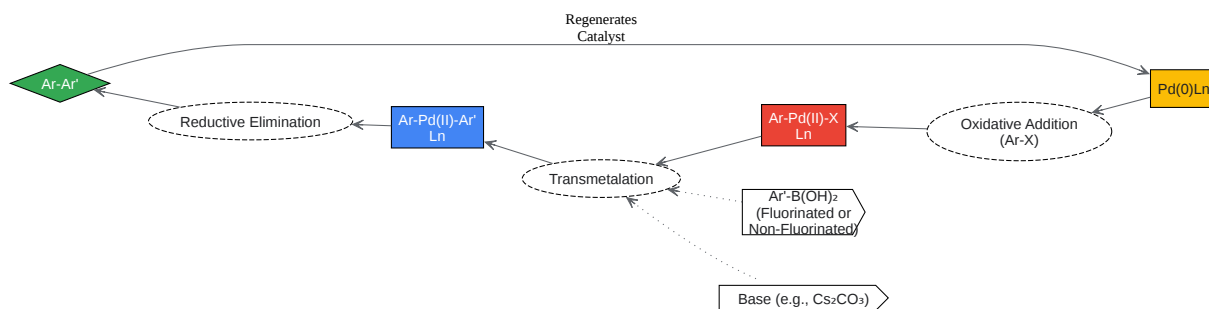 Regenerates
Catalyst
Ar-Ar'
Reductive Elimination
Ar-Pd(II)-Ar'
Ln
Transmetalation
Ar-Pd(II)-X
Ln
Oxidative Addition
(Ar-X)
Pd(0)Ln
Ar'-B(OH)₂
(Fluorinated or
Non-Fluorinated)
Base (e.g., Cs₂CO₃)